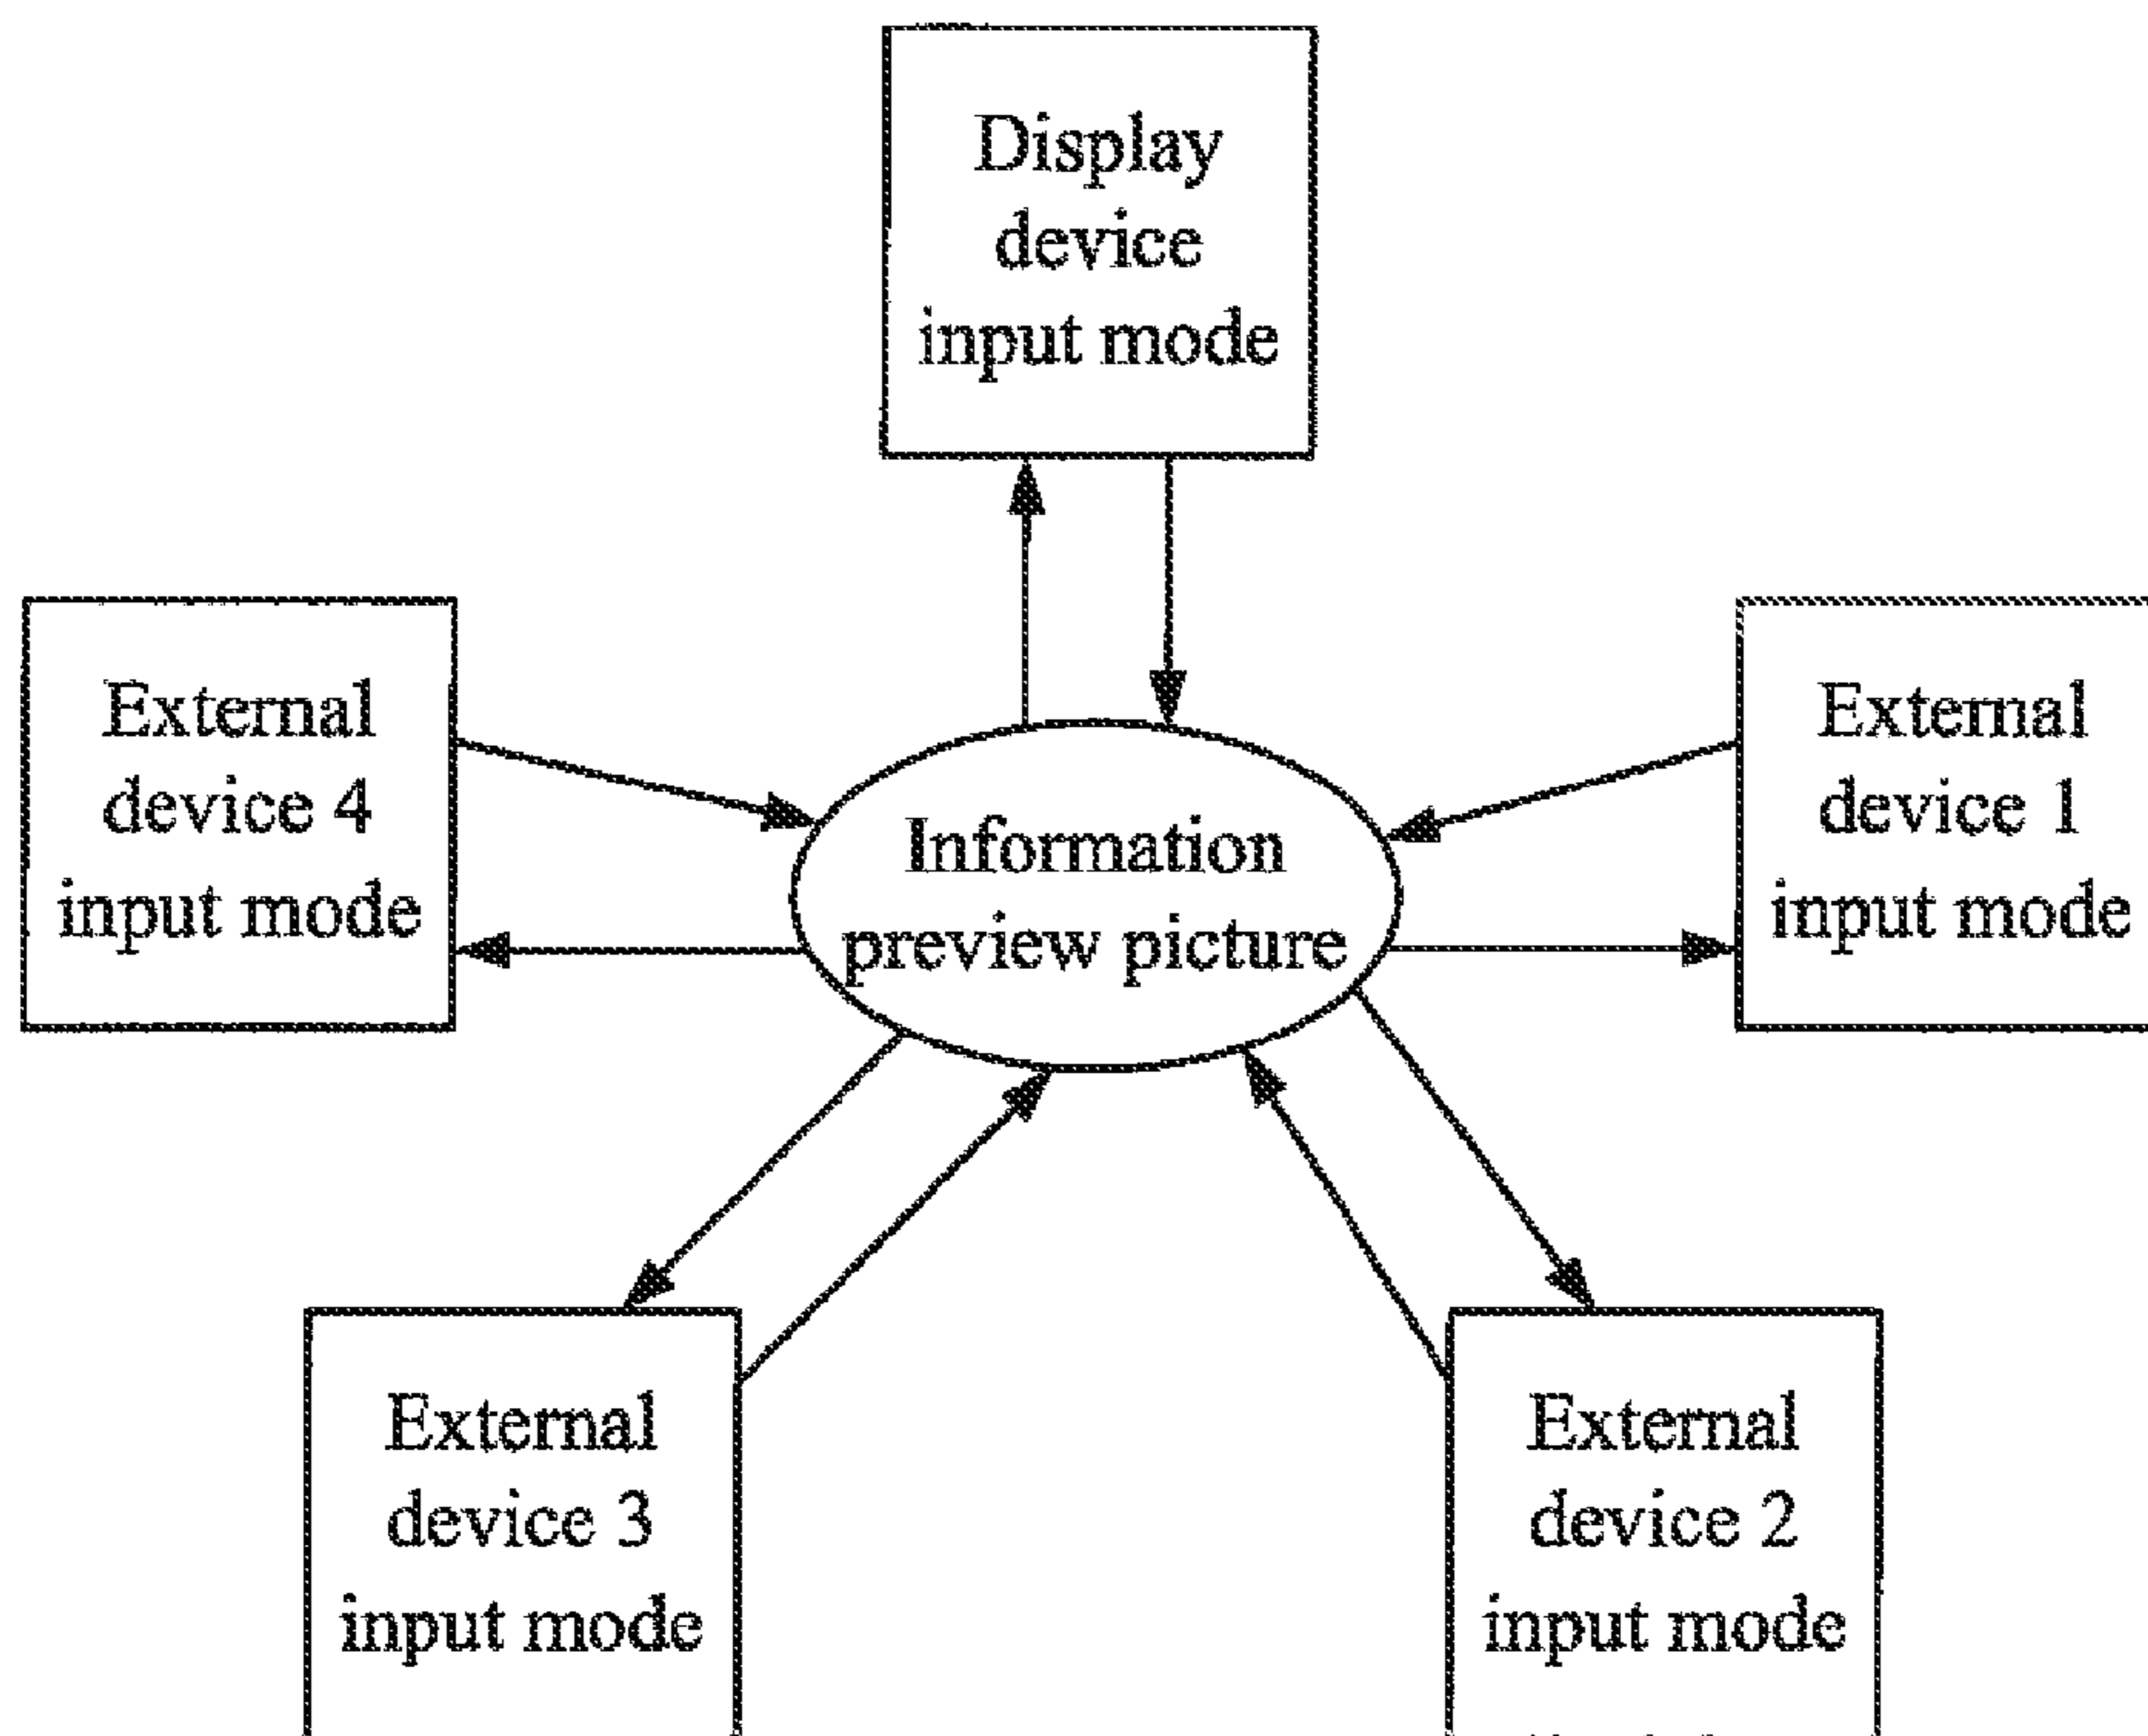 Display
device
input mode
External
device 4
input mode
Information
preview picture
External
device 1
input mode
External
device 3
input mode
External
device 2
input mode